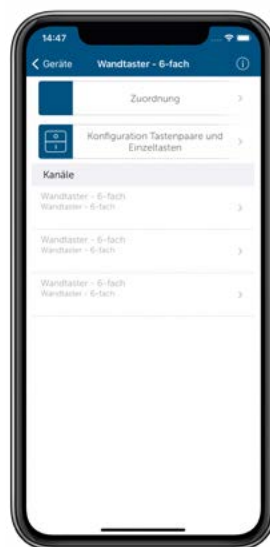 14:47
Geräte
Wandtaster - 6-fach
Zuordnung
Konfiguration Tastenpaare und
Einzeltasten
Kanäle
Wandtaster - 6-fach
Wandtaster - 6-fach
Wandtaster - 6-fach
Wandtaster - 6-fach
Wandtaster - 6-fach
Wandtaster - 6-fach